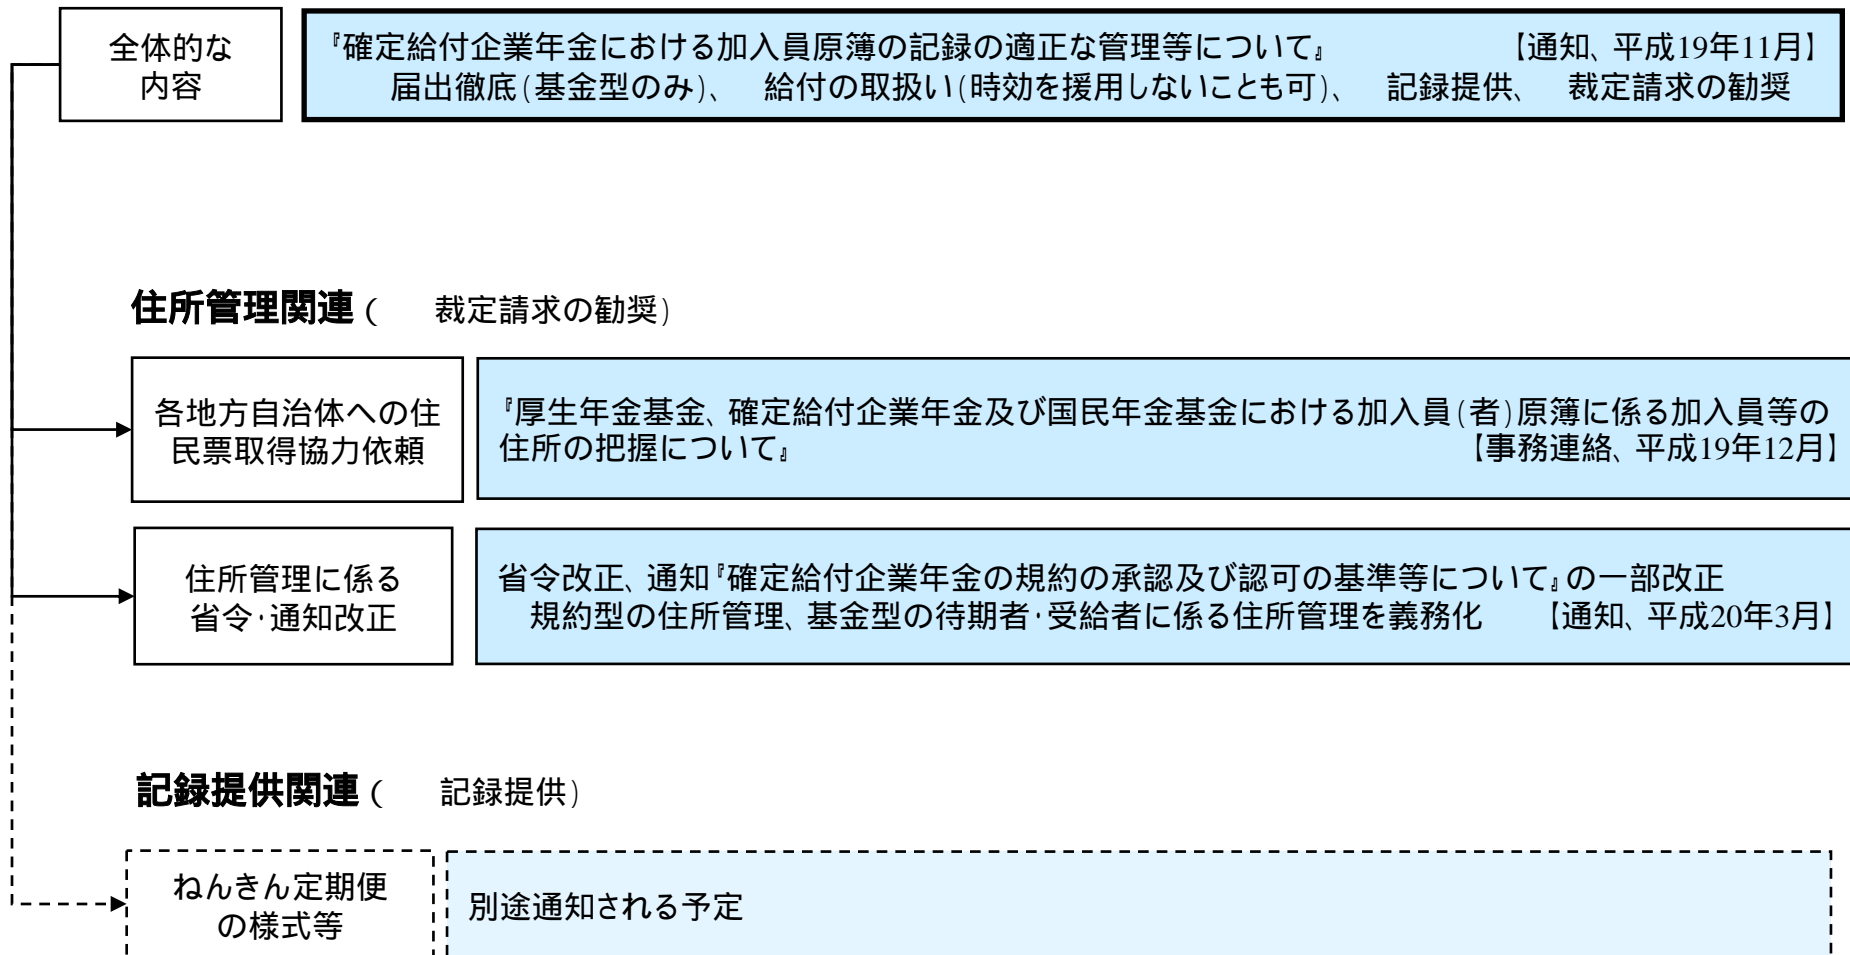 全体的な
内容
『確定給付企業年金における加入員原簿の記録の適正な管理等について』 【通知、平成19年11月】
届出徹底(基金型のみ)、 給付の取扱い(時効を援用しないことも可)、 記録提供、 裁定請求の勧奨
住所管理関連( 裁定請求の勧奨)
各地方自治体への住
民票取得協力依頼
『厚生年金基金、確定給付企業年金及び国民年金基金における加入員(者)原簿に係る加入員等の
住所の把握について』 【事務連絡、平成19年12月】
住所管理に係る
省令・通知改正
省令改正、通知『確定給付企業年金の規約の承認及び認可の基準等について』の一部改正
規約型の住所管理、基金型の待期者・受給者に係る住所管理を義務化 【通知、平成20年3月】
記録提供関連( 記録提供)
ねんきん定期便
の様式等
別途通知される予定